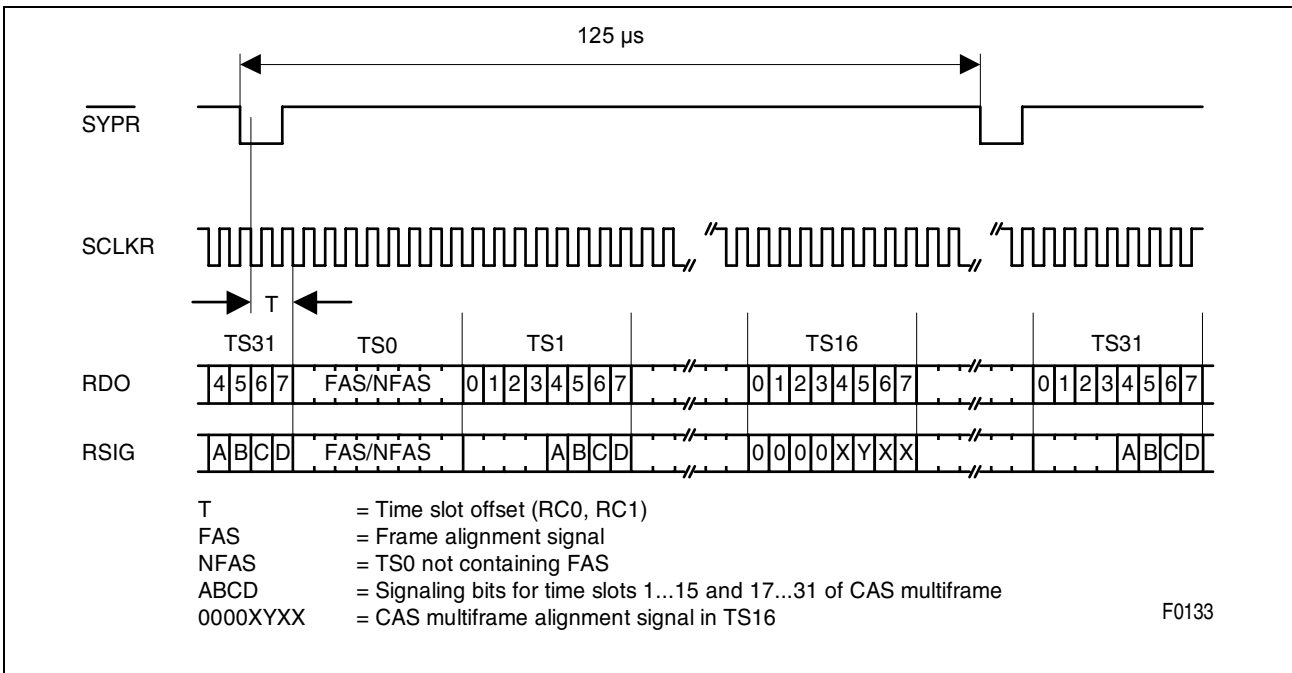 125 µs
SYPR
SCLKR
T
TS31 TS0 TS1 TS16 TS31
RDO 4 5 6 7 FAS/NFAS 0 1 2 3 4 5 6 7 0 1 2 3 4 5 6 7 0 1 2 3 4 5 6 7
RSIG A B C D FAS/NFAS A B C D 0 0 0 0 X Y X X A B C D
T = Time slot offset (RC0, RC1)
FAS = Frame alignment signal
NFAS = TS0 not containing FAS
ABCD = Signaling bits for time slots 1...15 and 17...31 of CAS multiframe
0000XYXX = CAS multiframe alignment signal in TS16
F0133